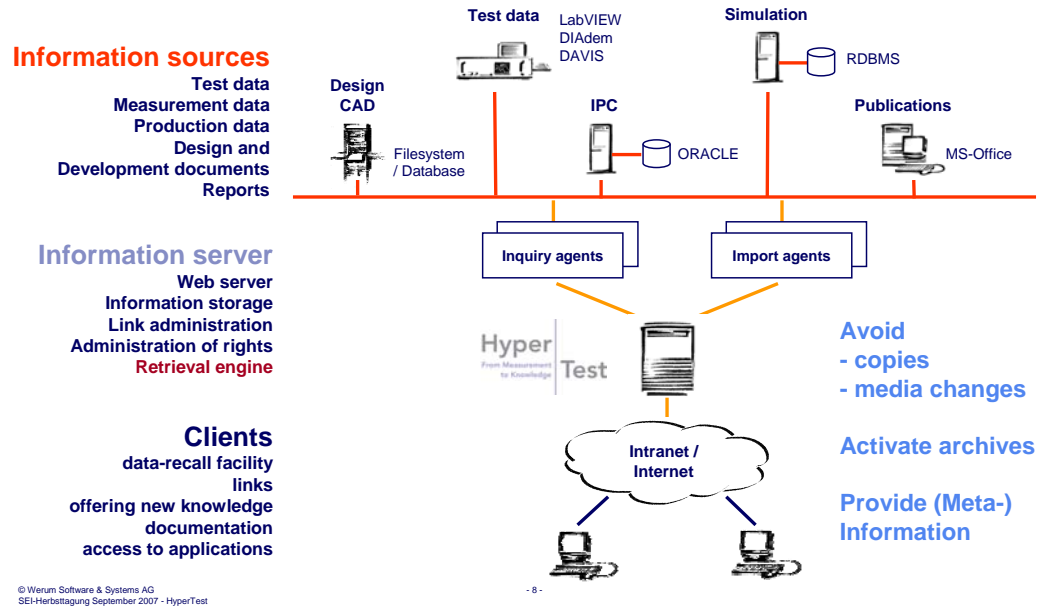 Information sources
Test data
Measurement data
Production data
Design and
Development documents
Reports
Test data
LabVIEW
DIAdem
DAVIS
Simulation
RDBMS
Design
CAD
Filesystem
/ Database
IPC
ORACLE
Publications
MS-Office
Information server
Web server
Information storage
Link administration
Administration of rights
Retrieval engine
Inquiry agents
Import agents
Hyper
From Measurement
to Knowledge
Test
Avoid
- copies
- media changes
Activate archives
Provide (Meta-)
Information
Clients
data-recall facility
links
offering new knowledge
documentation
access to applications
Intranet /
Internet
© Werum Software & Systems AG
SEI-Herbsttagung September 2007 - HyperTest
- 8 -